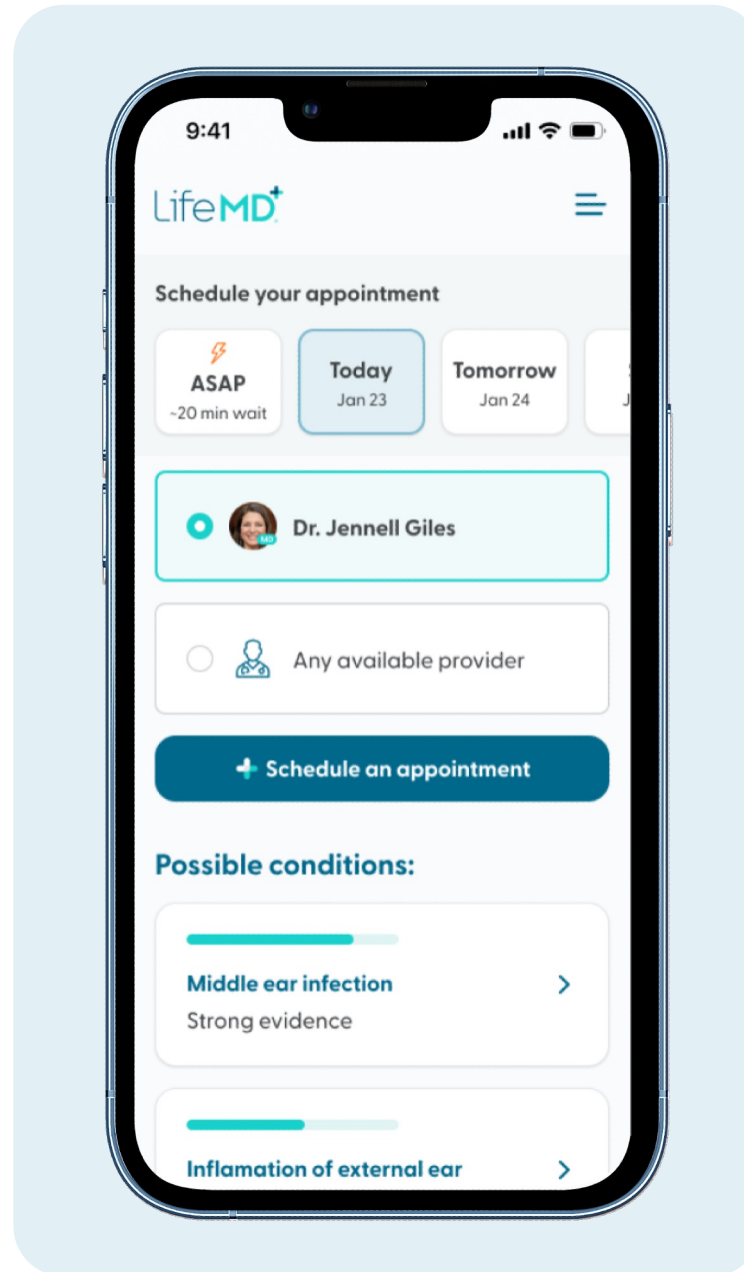 9:41
LifeMD
Schedule your appointment
ASAP
~20 min wait
Today
Jan 23
Tomorrow
Jan 24
Dr. Jennell Giles
MD
Any available provider
Schedule an appointment
Possible conditions:
Middle ear infection
Strong evidence
Inflamation of external ear